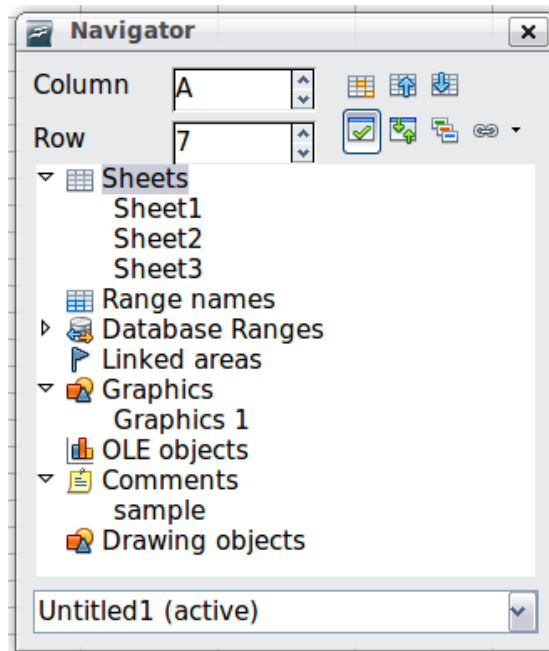 Navigator
Column A
Row 7
Sheets
Sheet1
Sheet2
Sheet3
Range names
Database Ranges
Linked areas
Graphics
Graphics 1
OLE objects
Comments
sample
Drawing objects
Untitled1 (active)